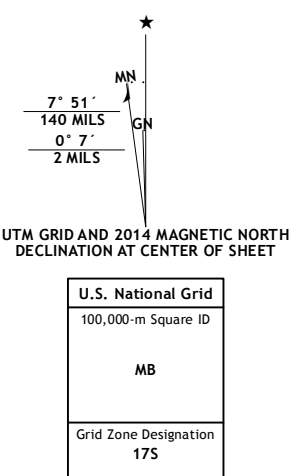 ★
MN
7° 51´
140 MILS
GN
0° 7´
2 MILS
UTM GRID AND 2014 MAGNETIC NORTH
DECLINATION AT CENTER OF SHEET
U.S. National Grid
100,000-m Square ID
MB
Grid Zone Designation
17S